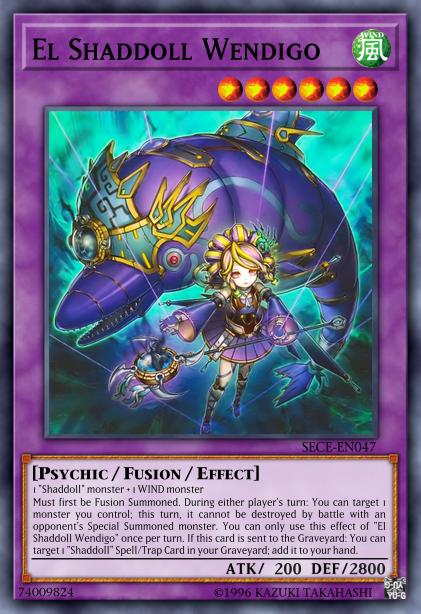 El Shaddoll Wendigo
WIND
風
SECE-EN047
[Psychic / Fusion / Effect]
1 "Shaddoll" monster + 1 WIND monster
Must first be Fusion Summoned. During either player's turn: You can target 1
monster you control; this turn, it cannot be destroyed by battle with an
opponent's Special Summoned monster. You can only use this effect of "El
Shaddoll Wendigo" once per turn. If this card is sent to the Graveyard: You can
target 1 "Shaddoll" Spell/Trap Card in your Graveyard; add it to your hand.
ATK/ 200 DEF/2800
74009824
©1996 KAZUKI TAKAHASHI